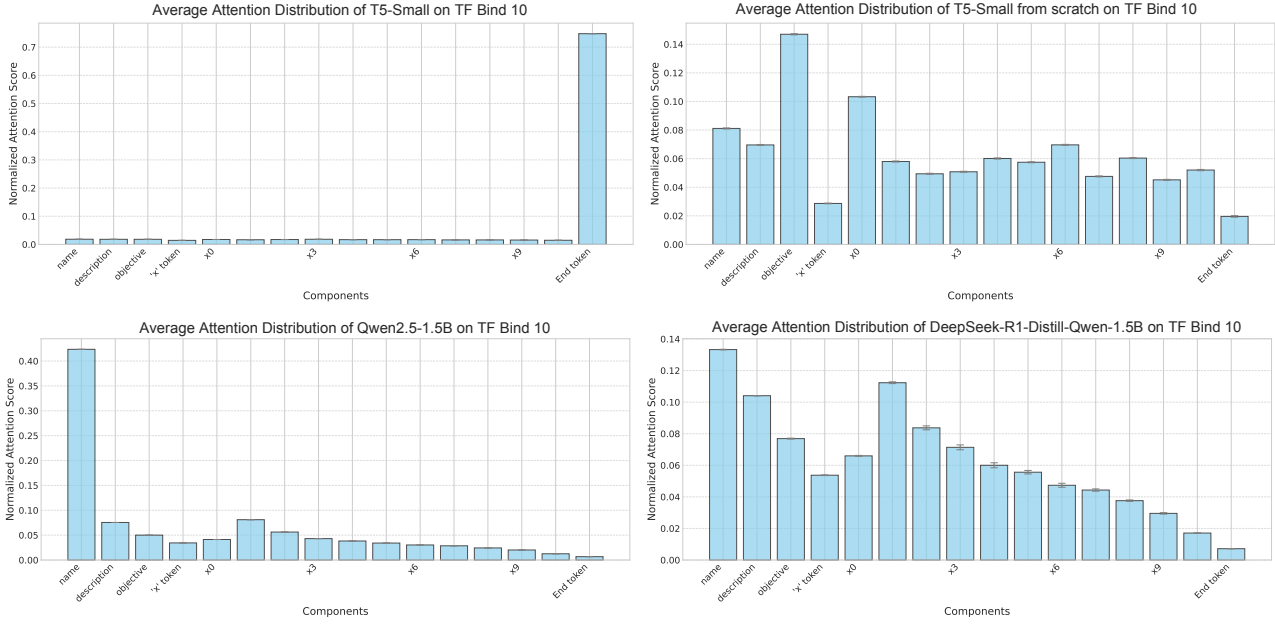 Average Attention Distribution of T5-Small on TF Bind 10
Normalized Attention Score
0.7
0.6
0.5
0.4
0.3
0.2
0.1
0.0
name
description
objective
'x' token
x0
x3
x6
x9
End token
Components
Average Attention Distribution of T5-Small from scratch on TF Bind 10
Normalized Attention Score
0.14
0.12
0.10
0.08
0.06
0.04
0.02
0.00
name
description
objective
'x' token
x0
x3
x6
x9
End token
Components
Average Attention Distribution of Qwen2.5-1.5B on TF Bind 10
Normalized Attention Score
0.40
0.35
0.30
0.25
0.20
0.15
0.10
0.05
0.00
name
description
objective
'x' token
x0
x3
x6
x9
End token
Components
Average Attention Distribution of DeepSeek-R1-Distill-Qwen-1.5B on TF Bind 10
Normalized Attention Score
0.14
0.12
0.10
0.08
0.06
0.04
0.02
0.00
name
description
objective
'x' token
x0
x3
x6
x9
End token
Components